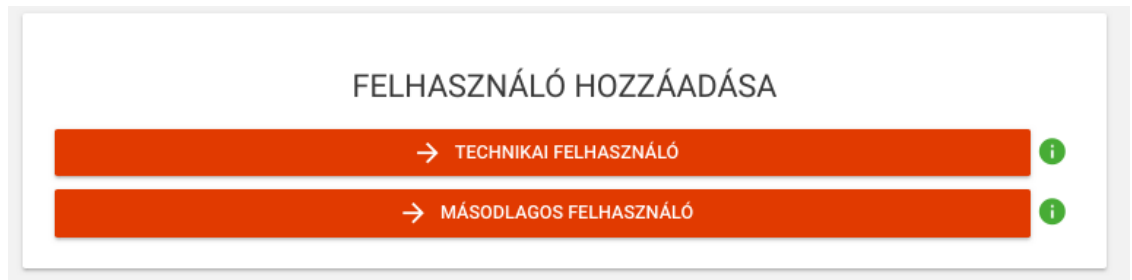 FELHASZNÁLÓ HOZZÁADÁSA
→ TECHNIKAI FELHASZNÁLÓ
→ MÁSODLAGOS FELHASZNÁLÓ